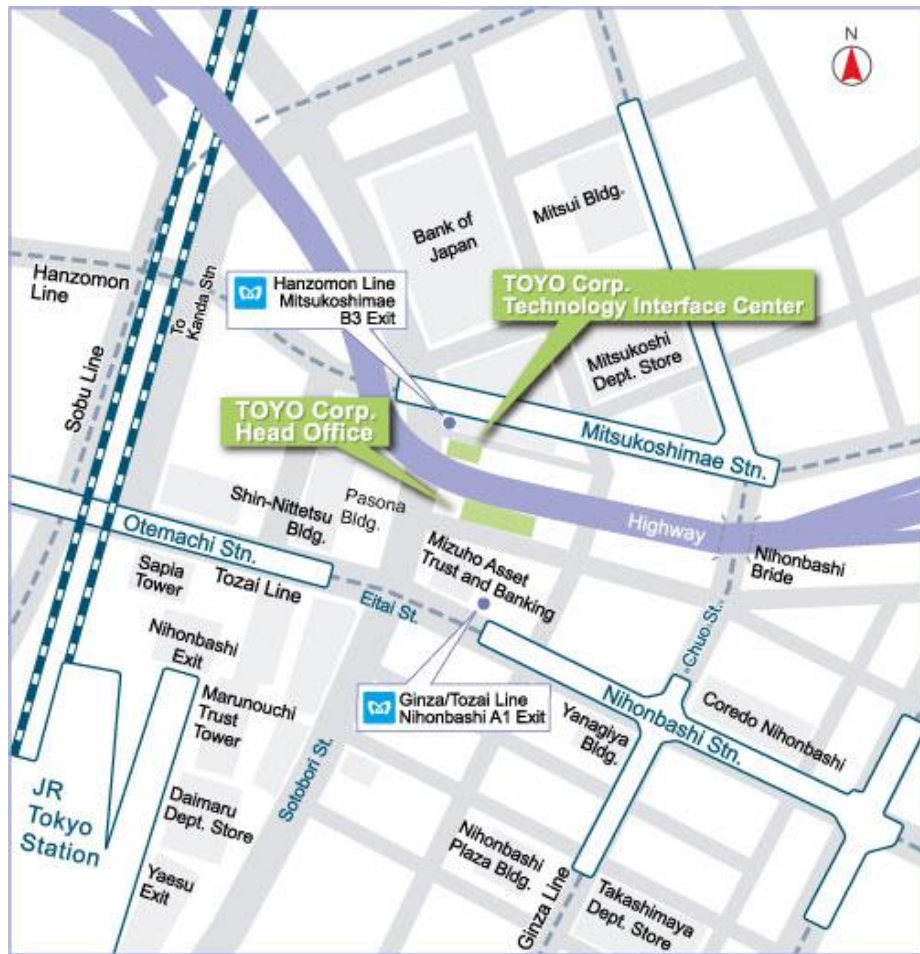 N
Mitsui Bldg.
Bank of
Japan
Hanzomon
Line
To
Kanda Stn
Hanzomon Line
Mitsukoshimae
B3 Exit
TOYO Corp.
Technology Interface Center
Mitsukoshi
Dept. Store
Sobu Line
TOYO Corp.
Head Office
Mitsukoshimae Stn.
Shin-Nittetsu
Bldg.
Pasona
Bldg.
Highway
Otemachi Stn.
Mizuho Asset
Trust and Banking
Nihonbashi
Bride
Sapia
Tower
Tozai Line
Eitai St.
Chuo St.
Nihonbashi
Exit
Ginza/Tozai Line
Nihonbashi A1 Exit
Marunouchi
Trust
Tower
Nihonbashi Stn.
Coredo Nihonbashi
Yanagiya
Bldg.
Sotobori St.
JR
Tokyo
Station
Daimaru
Dept. Store
Nihonbashi
Plaza Bldg.
Yaesu
Exit
Ginza Line
Takashimaya
Dept. Store